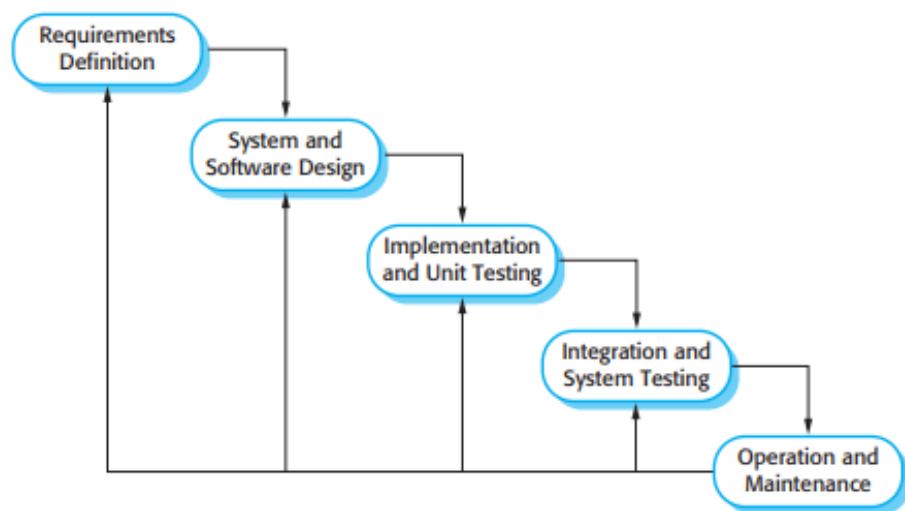 Requirements
Definition
System and
Software Design
Implementation
and Unit Testing
Integration and
System Testing
Operation and
Maintenance